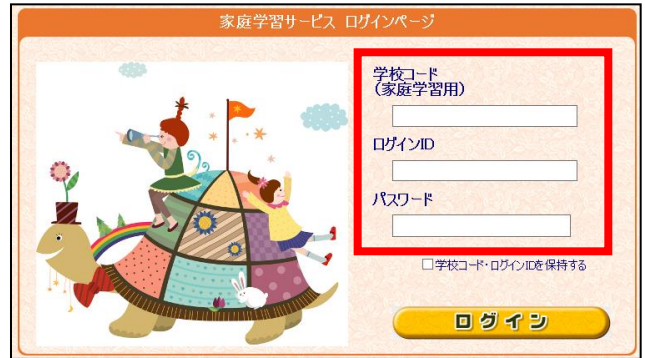 家庭学習サービス ログインページ
学校コード
(家庭学習用)
ログインID
パスワード
□学校コード・ログインIDを保持する
ログイン